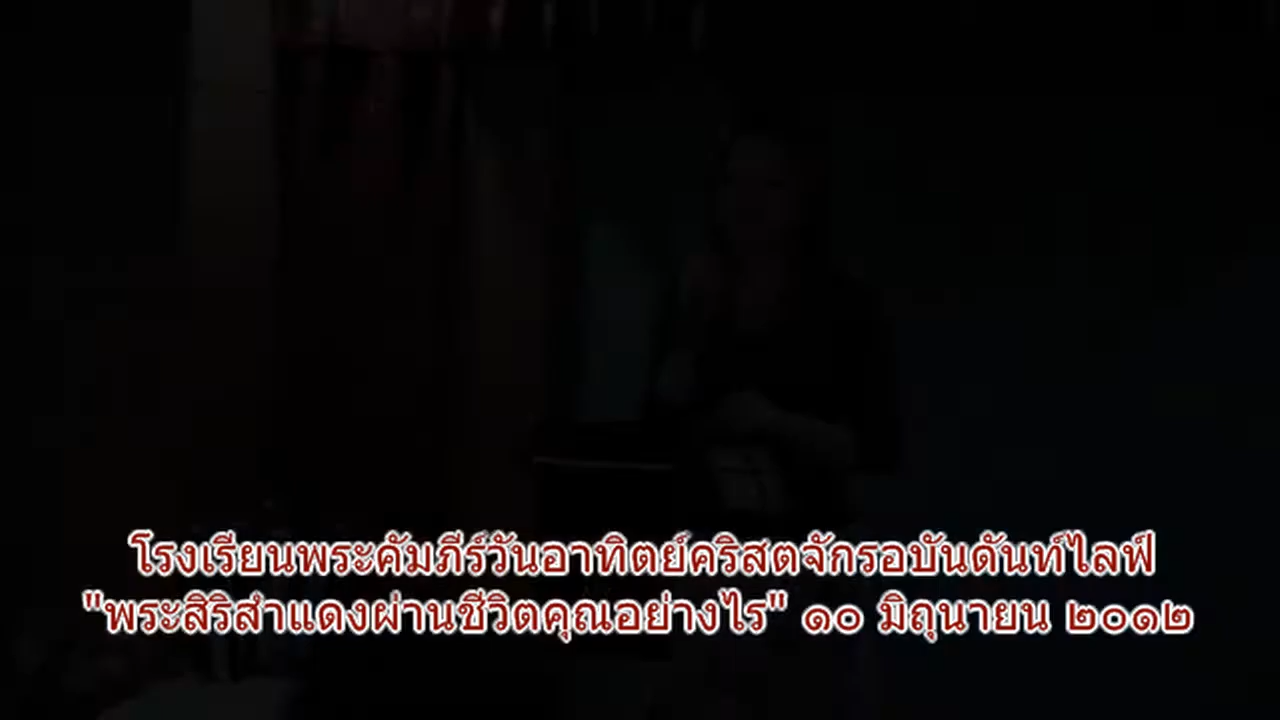 โรงเรียนพระคัมภีร์วันอาทิตย์คริสตจักรอบันดันท์ไลฟ์
"พระสิริสำแดงผ่านชีวิตคุณอย่างไร" ๑๐ มิถุนายน ๒๐๑๒